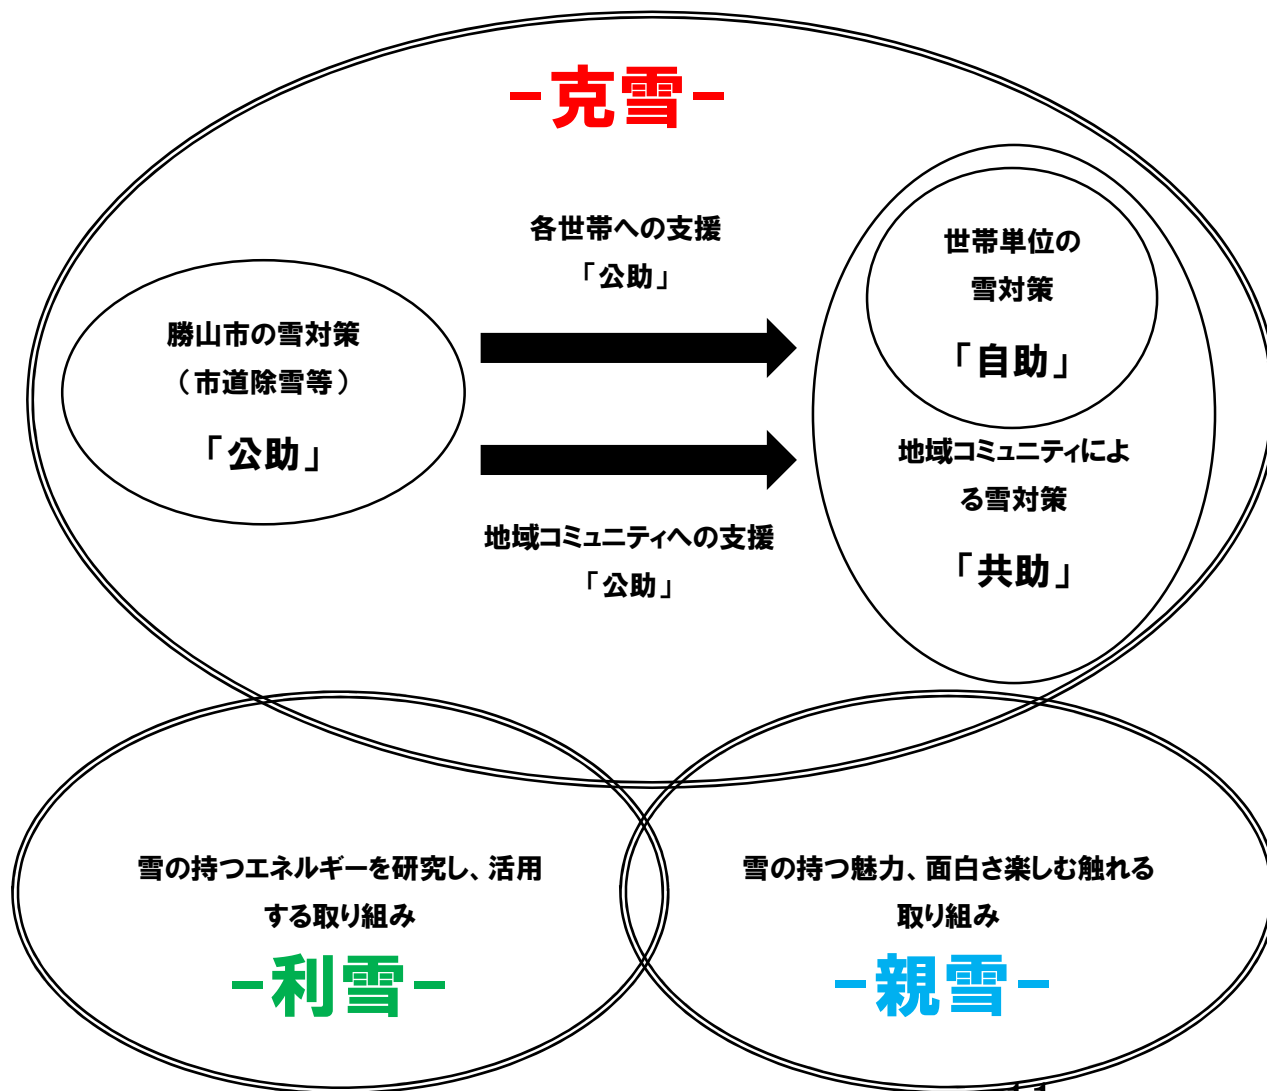 -克雪-
各世帯への支援
「公助」
世帯単位の
雪対策
「自助」
勝山市の雪対策
（市道除雪等）
「公助」
地域コミュニティによ
る雪対策
「共助」
地域コミュニティへの支援
「公助」
雪の持つエネルギーを研究し、活用
する取り組み
-利雪-
雪の持つ魅力、面白さ楽しむ触れる
取り組み
-親雪-